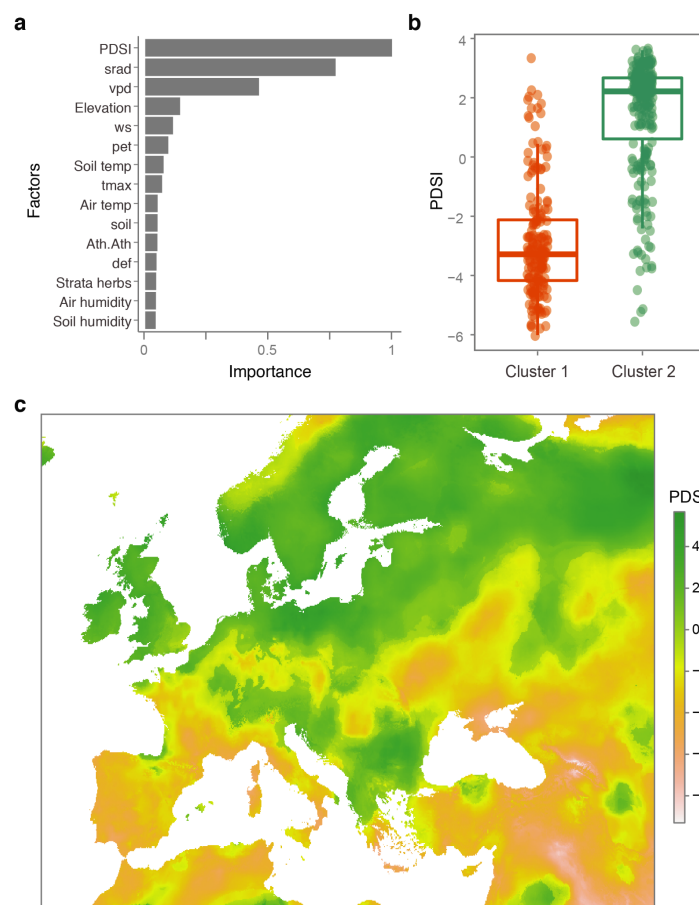 a
PDSI
srad
vpd
Elevation
ws
pet
Soil temp
tmax
Air temp
soil
Ath.Ath
def
Strata herbs
Air humidity
Soil humidity
Factors
0
0.5
1
Importance
b
4
2
0
−2
−4
−6
PDSI
Cluster 1
Cluster 2
c
4
2
0